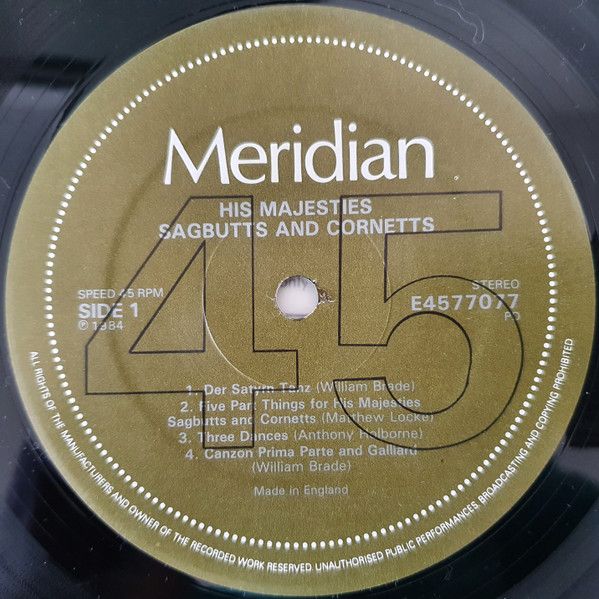 Meridian
HIS MAJESTIES
SAGBUTTS AND CORNETTS
45
SPEED 45 RPM
SIDE 1
℗ 1984
STEREO
E4577077
PD
1. Der Satyrn Tanz (William Brade)
2. Five Part Things for His Majesties
Sagbutts and Cornetts (Matthew Locke)
3. Three Dances (Anthony Holborne)
4. Canzon Prima Parte and Galliard
(William Brade)
Made in England
ALL RIGHTS OF THE MANUFACTURERS AND OWNER OF THE RECORDED WORK RESERVED. UNAUTHORISED PUBLIC PERFORMANCES, BROADCASTING AND COPYING PROHIBITED